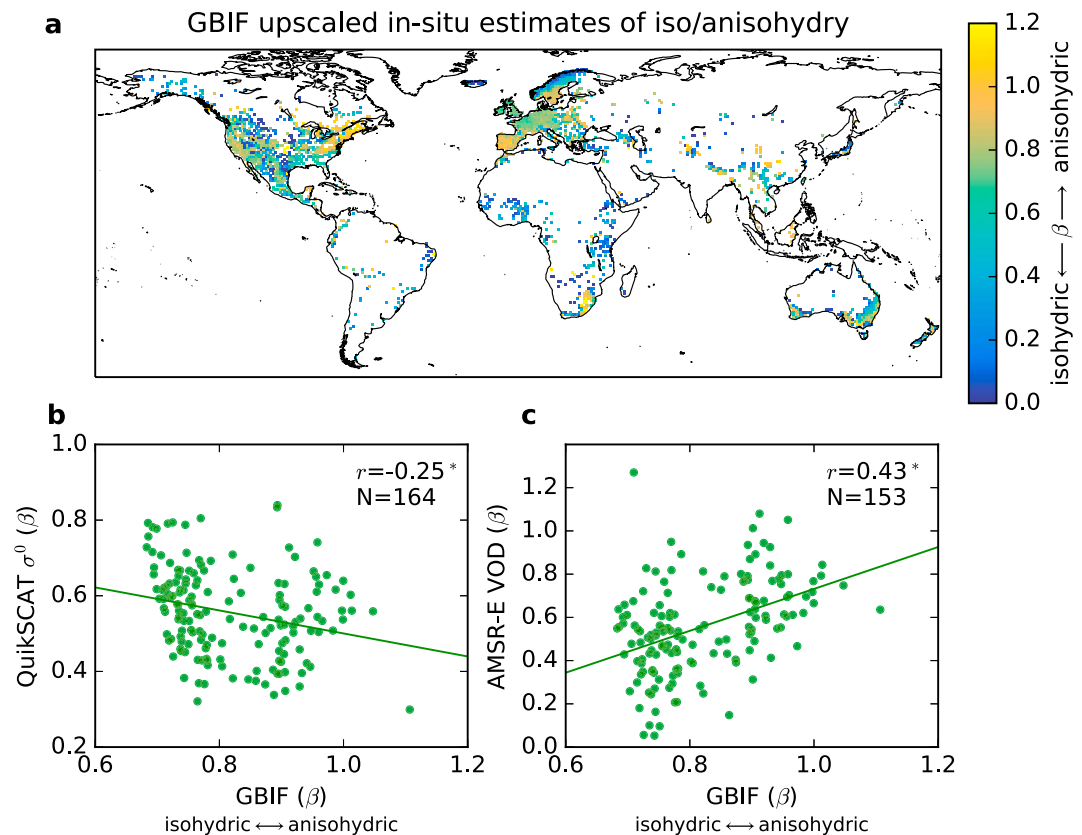 a GBIF upscaled in-situ estimates of iso/anisohydry
1.2
1.0
0.8
0.6
0.4
0.2
0.0
isohydric ⟵ β ⟶ anisohydric
b
1.0
0.8
0.6
0.4
0.2
QuikSCAT σ⁰ (β)
r=-0.25 *
N=164
0.6 0.8 1.0 1.2
GBIF (β)
isohydric ⟷ anisohydric
c
1.2
1.0
0.8
0.6
0.4
0.2
0.0
AMSR-E VOD (β)
r=0.43 *
N=153
0.6 0.8 1.0 1.2
GBIF (β)
isohydric ⟷ anisohydric